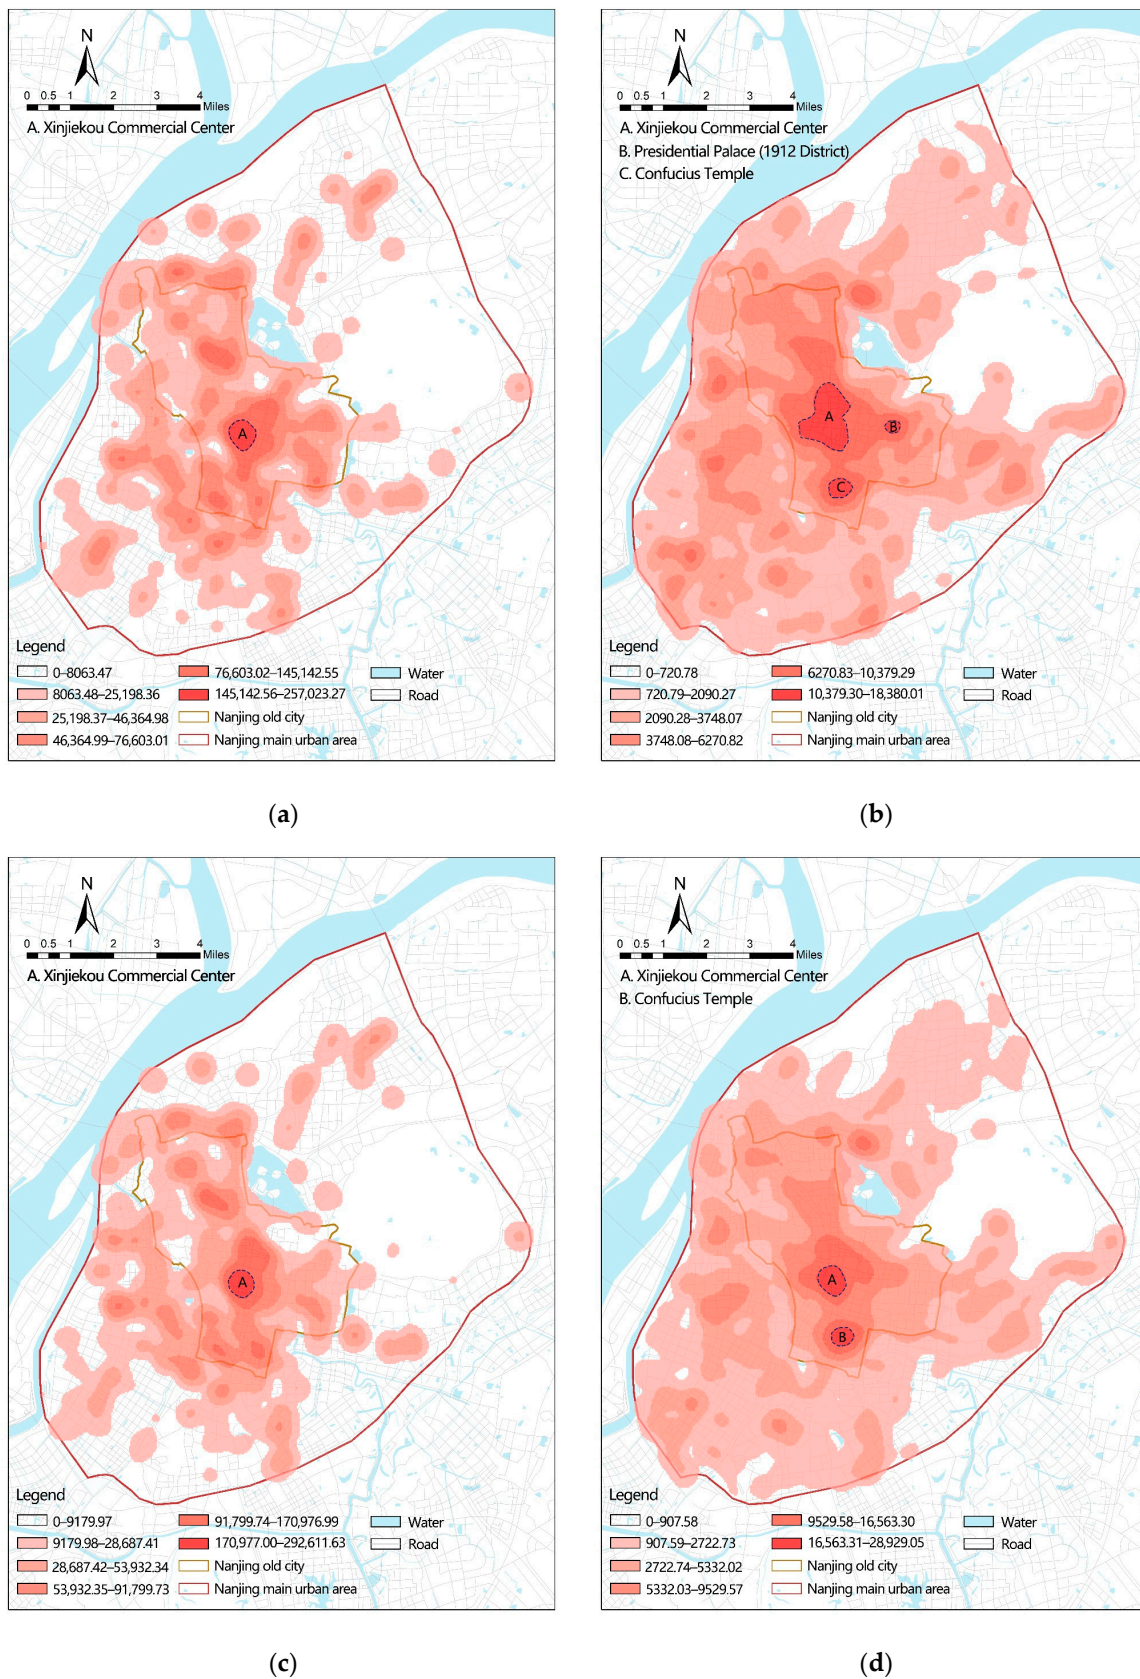 N
0 0.5 1 2 3 4
Miles
A. Xinjiekou Commercial Center
A
Legend
0–8063.47
8063.48–25,198.36
25,198.37–46,364.98
46,364.99–76,603.01
76,603.02–145,142.55
145,142.56–257,023.27
Nanjing old city
Nanjing main urban area
Water
Road
(a)
N
0 0.5 1 2 3 4
Miles
A. Xinjiekou Commercial Center
B. Presidential Palace (1912 District)
C. Confucius Temple
A
B
C
Legend
0–720.78
720.79–2090.27
2090.28–3748.07
3748.08–6270.82
6270.83–10,379.29
10,379.30–18,380.01
Nanjing old city
Nanjing main urban area
Water
Road
(b)
N
0 0.5 1 2 3 4
Miles
A. Xinjiekou Commercial Center
A
Legend
0–9179.97
9179.98–28,687.41
28,687.42–53,932.34
53,932.35–91,799.73
91,799.74–170,976.99
170,977.00–292,611.63
Nanjing old city
Nanjing main urban area
Water
Road
(c)
N
0 0.5 1 2 3 4
Miles
A. Xinjiekou Commercial Center
B. Confucius Temple
A
B
Legend
0–907.58
907.59–2722.73
2722.74–5332.02
5332.03–9529.57
9529.58–16,563.30
16,563.31–28,929.05
Nanjing old city
Nanjing main urban area
Water
Road
(d)